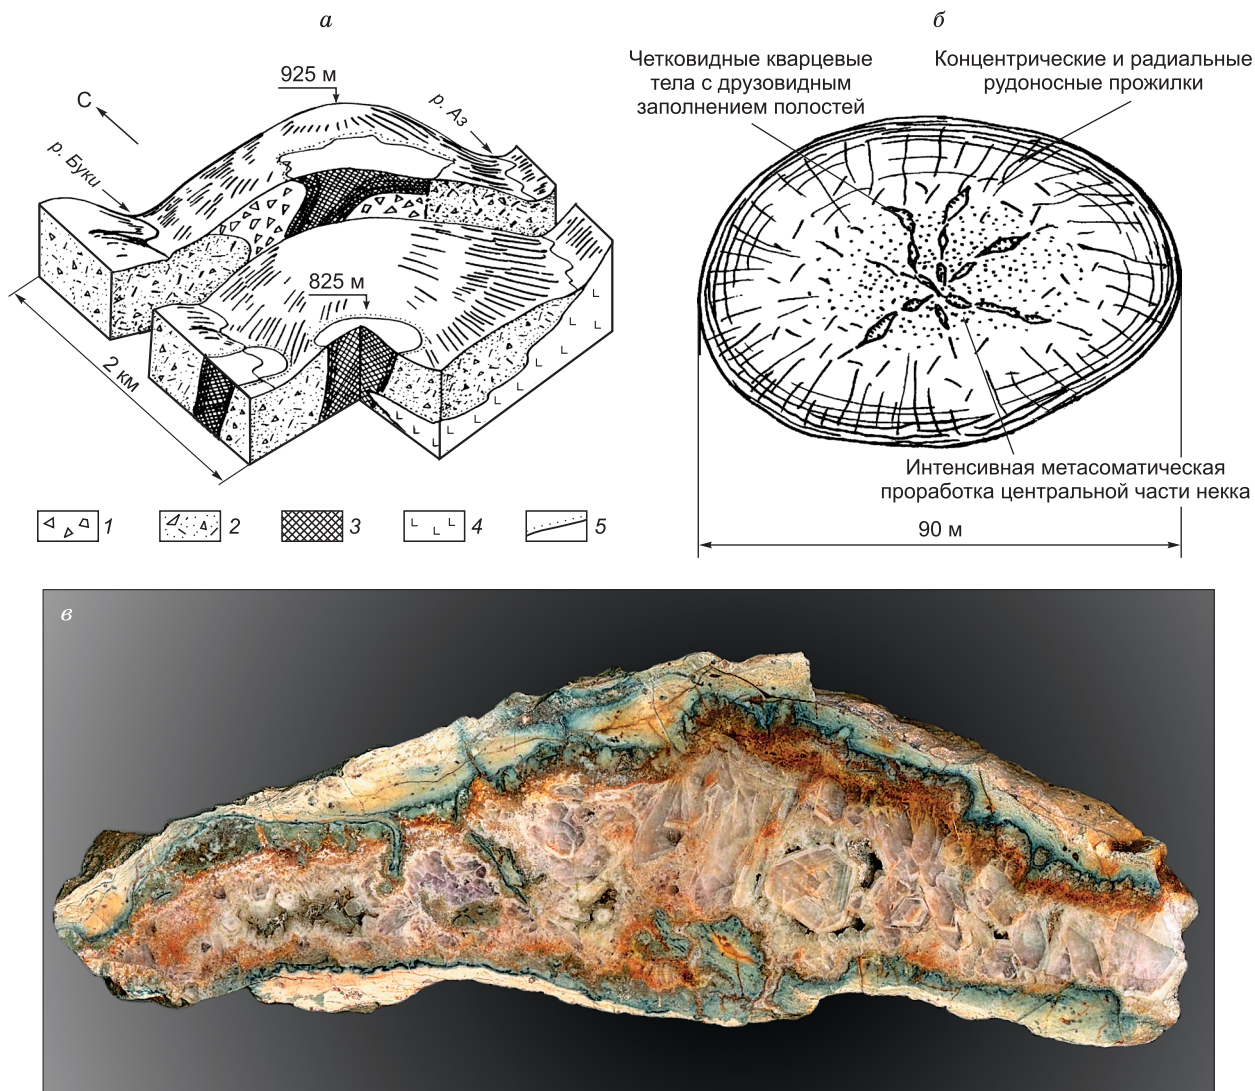 а
925 м
С
р. Аз
р. Буки
825 м
2 км
1
2
3
4
5
б
Четковидные кварцевые
тела с друзовидным
заполнением полостей
Концентрические и радиальные
рудоносные прожилки
Интенсивная метасоматическая
проработка центральной части некка
90 м
в